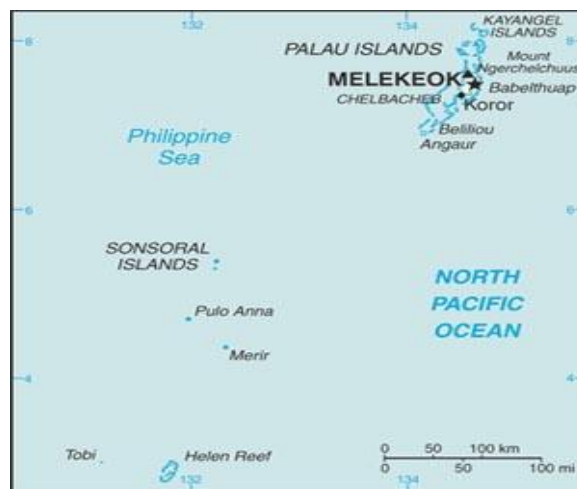 132
134
KAYANGEL
ISLANDS
8
8
PALAU ISLANDS
Mount
Ngerchelchuus
MELEKEOK
Babelthuap
CHELBACHEB
Koror
Beliliou
Angaur
Philippine
Sea
6
6
SONSORAL
ISLANDS
NORTH
PACIFIC
OCEAN
Pulo Anna
Merir
4
4
Tobi
Helen Reef
0 50 100 km
0 50 100 mi
132
134